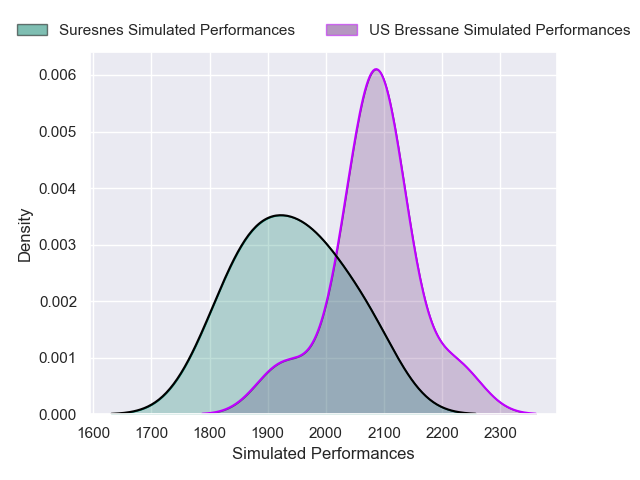 Suresnes Simulated Performances
US Bressane Simulated Performances
0.006
0.005
0.004
0.003
0.002
0.001
0.000
Density
1600 1700 1800 1900 2000 2100 2200 2300
Simulated Performances